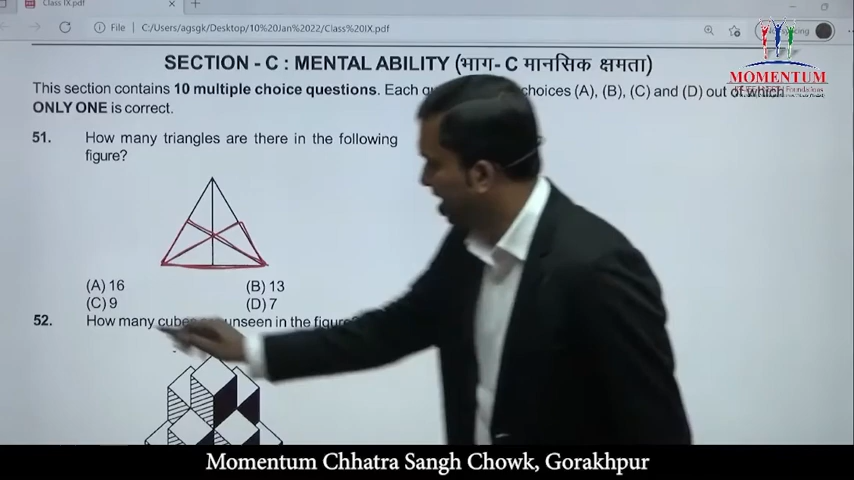 Class IX.pdf
File C:/Users/agsgk/Desktop/10%20Jan%2022/Class%20IX.pdf
MOMENTUM
SECTION - C : MENTAL ABILITY (भाग- C मानसिक क्षमता)
This section contains 10 multiple choice questions. Each choices (A), (B), (C) and (D) out of which
ONLY ONE is correct.
51. How many triangles are there in the following
figure?
(A) 16 (B) 13
(C) 9 (D) 7
52. How many cubes unseen in the figure
Momentum Chhatra Sangh Chowk, Gorakhpur